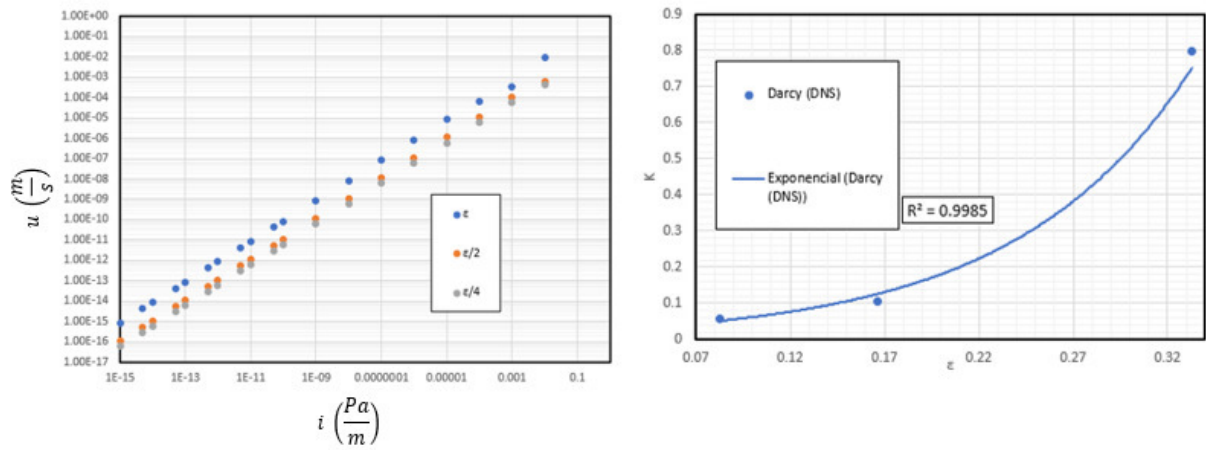 1.00E+00
1.00E-01
1.00E-02
1.00E-03
1.00E-04
1.00E-05
1.00E-06
1.00E-07
1.00E-08
1.00E-09
1.00E-10
1.00E-11
1.00E-12
1.00E-13
1.00E-14
1.00E-15
1.00E-16
1.00E-17
u (m/s)
ε
ε/2
ε/4
1E-15 1E-13 1E-11 1E-09 0.0000001 0.00001 0.001 0.1
i (Pa/m)
0.9
0.8
0.7
0.6
0.5
0.4
0.3
0.2
0.1
0
K
Darcy (DNS)
Exponencial (Darcy
(DNS))
R² = 0.9985
0.07 0.12 0.17 0.22 0.27 0.32
ε